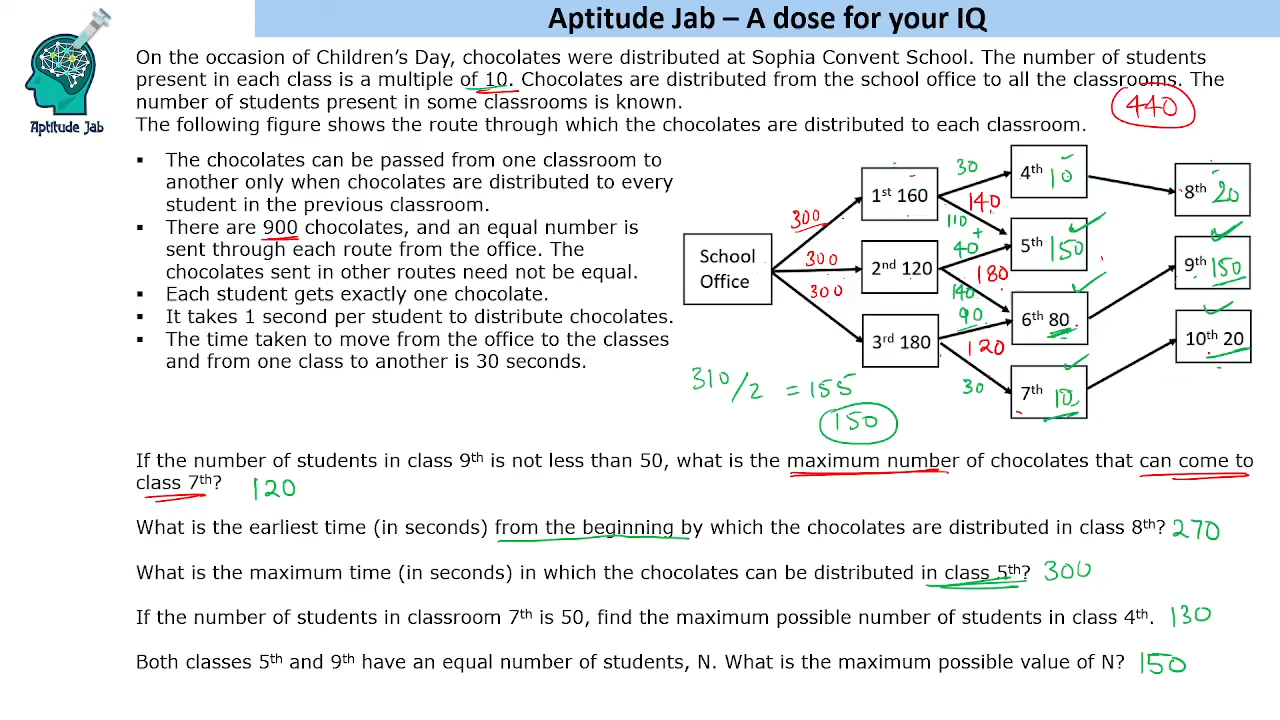 Aptitude Jab – A dose for your IQ
Aptitude Jab
On the occasion of Children's Day, chocolates were distributed at Sophia Convent School. The number of students
present in each class is a multiple of 10. Chocolates are distributed from the school office to all the classrooms. The
number of students present in some classrooms is known.
440
The following figure shows the route through which the chocolates are distributed to each classroom.
▪ The chocolates can be passed from one classroom to
another only when chocolates are distributed to every
student in the previous classroom.
▪ There are 900 chocolates, and an equal number is
sent through each route from the office. The
chocolates sent in other routes need not be equal.
▪ Each student gets exactly one chocolate.
▪ It takes 1 second per student to distribute chocolates.
▪ The time taken to move from the office to the classes
and from one class to another is 30 seconds.
School
Office
300
300
300
1st 160
2nd 120
3rd 180
30
140
110
+
40
180
140
90
120
30
4th 10
5th 150
6th 80
7th 10
8th 20
9th 150
10th 20
310/2 = 155
150
If the number of students in class 9th is not less than 50, what is the maximum number of chocolates that can come to
class 7th? 120
What is the earliest time (in seconds) from the beginning by which the chocolates are distributed in class 8th? 270
What is the maximum time (in seconds) in which the chocolates can be distributed in class 5th? 300
If the number of students in classroom 7th is 50, find the maximum possible number of students in class 4th. 130
Both classes 5th and 9th have an equal number of students, N. What is the maximum possible value of N? 150